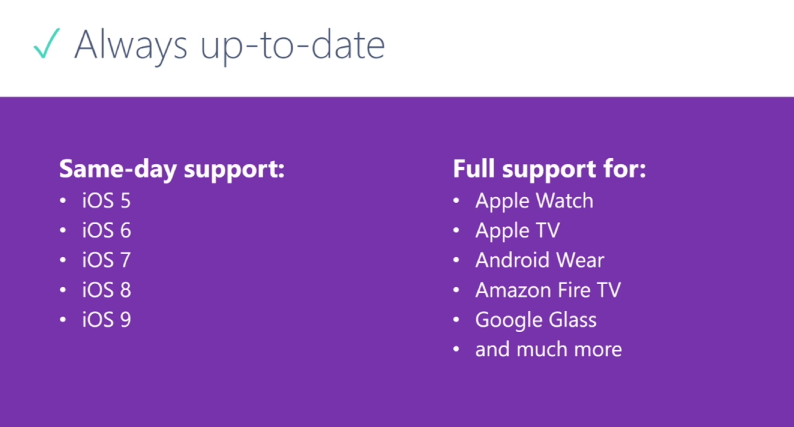 ✓ Always up-to-date
Same-day support:
• iOS 5
• iOS 6
• iOS 7
• iOS 8
• iOS 9
Full support for:
• Apple Watch
• Apple TV
• Android Wear
• Amazon Fire TV
• Google Glass
• and much more